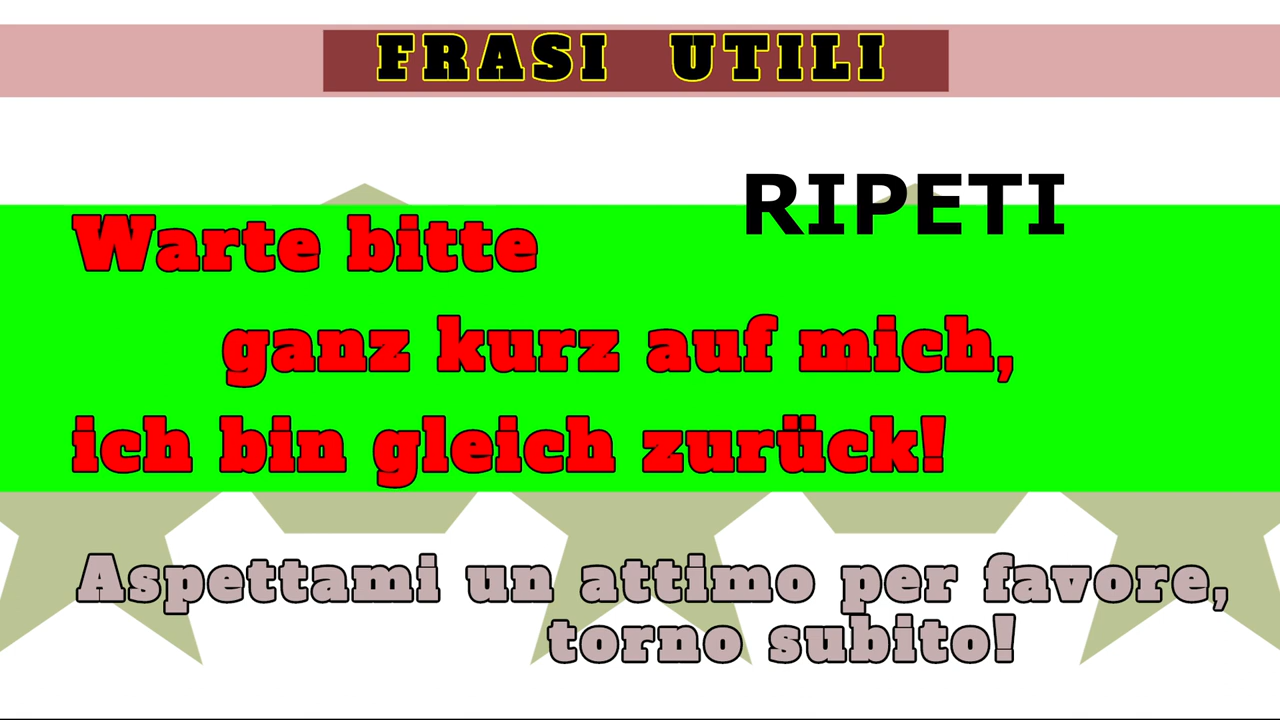 FRASI UTILI
RIPETI
Warte bitte
ganz kurz auf mich,
ich bin gleich zurück!
Aspettami un attimo per favore,
torno subito!